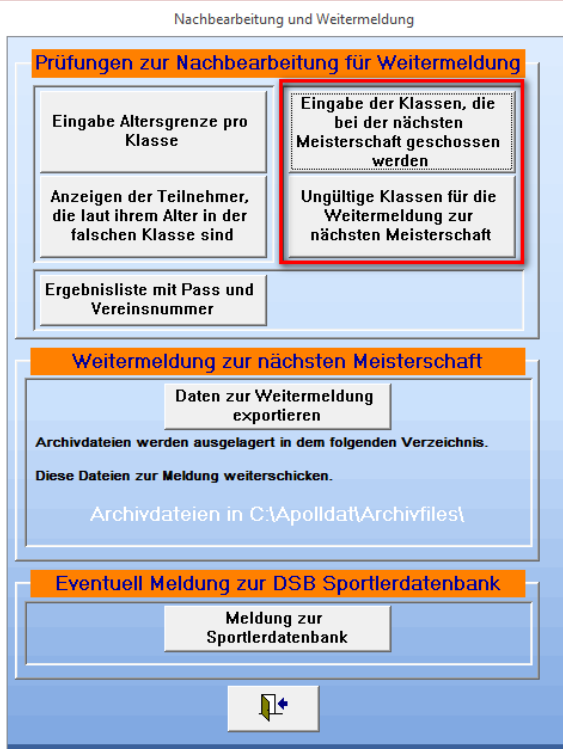 Nachbearbeitung und Weitermeldung
Prüfungen zur Nachbearbeitung für Weitermeldung
Eingabe Altersgrenze pro
Klasse
Eingabe der Klassen, die
bei der nächsten
Meisterschaft geschossen
werden
Anzeigen der Teilnehmer,
die laut ihrem Alter in der
falschen Klasse sind
Ungültige Klassen für die
Weitermeldung zur
nächsten Meisterschaft
Ergebnisliste mit Pass und
Vereinsnummer
Weitermeldung zur nächsten Meisterschaft
Daten zur Weitermeldung
exportieren
Archivdateien werden ausgelagert in dem folgenden Verzeichnis.
Diese Dateien zur Meldung weiterschicken.
Archivdateien in C:\Apolldat\Archivfiles\
Eventuell Meldung zur DSB Sportlerdatenbank
Meldung zur
Sportlerdatenbank